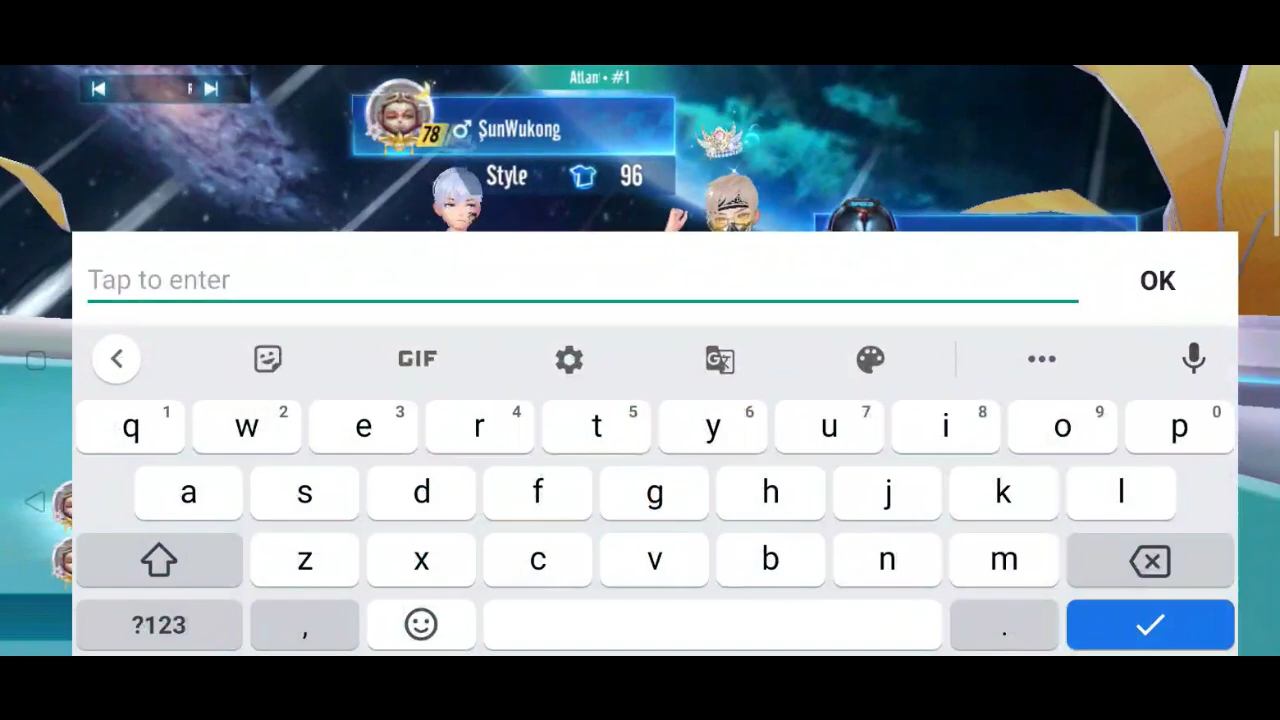 Atlan • #1
78 ♂ ŞunWukong
Style 96
SPEED
Tap to enter
OK
GIF
q 1 w 2 e 3 r 4 t 5 y 6 u 7 i 8 o 9 p 0
a s d f g h j k l
z x c v b n m
?123 , .